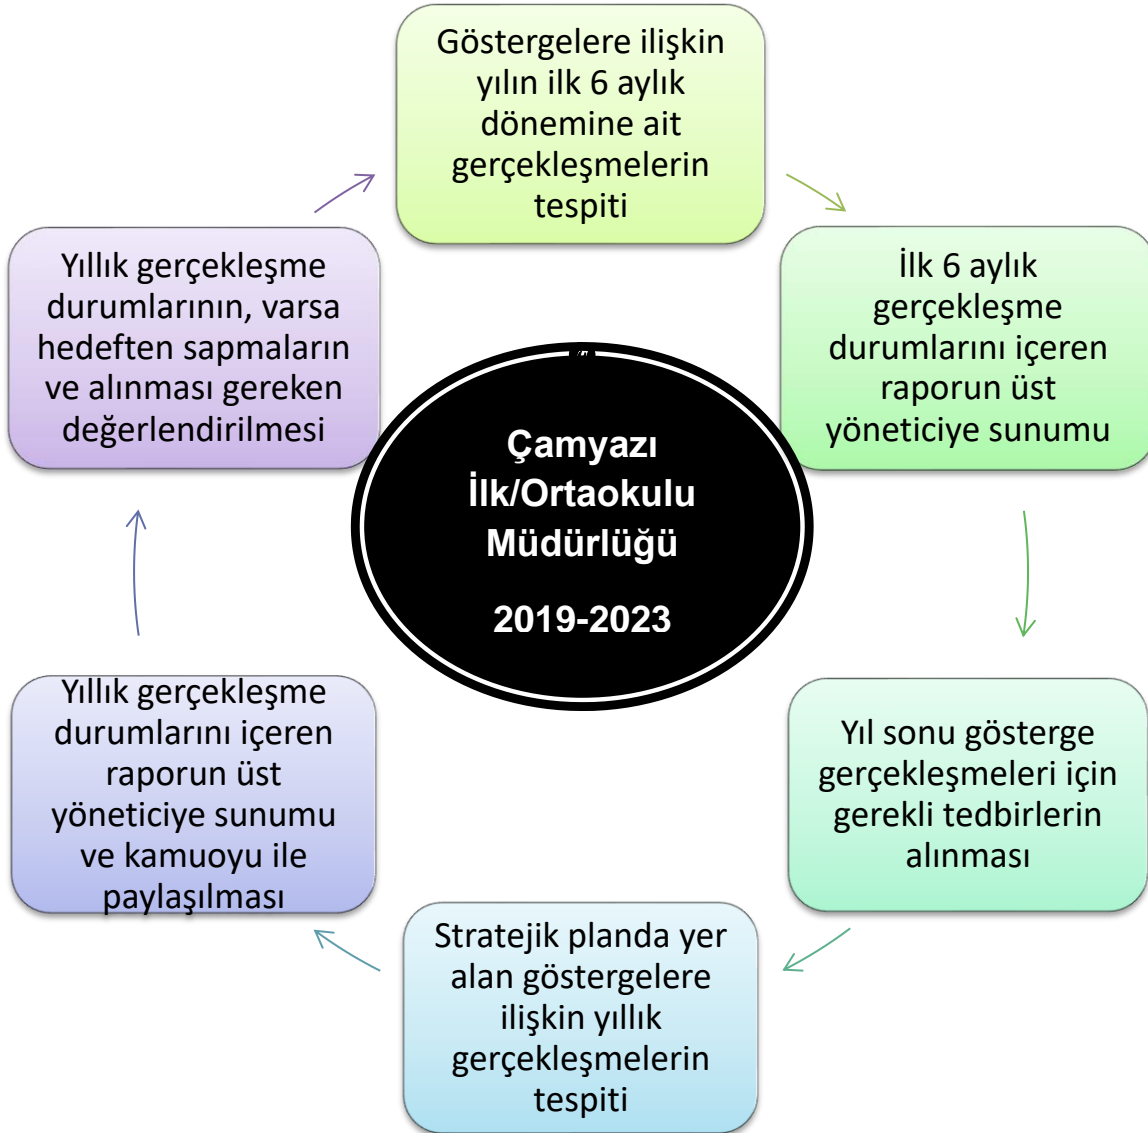 Göstergelere ilişkin
yılın ilk 6 aylık
dönemine ait
gerçekleşmelerin
tespiti
İlk 6 aylık
gerçekleşme
durumlarını içeren
raporun üst
yöneticiye sunumu
Yıl sonu gösterge
gerçekleşmeleri için
gerekli tedbirlerin
alınması
Stratejik planda yer
alan göstergelere
ilişkin yıllık
gerçekleşmelerin
tespiti
Yıllık gerçekleşme
durumlarını içeren
raporun üst
yöneticiye sunumu
ve kamuoyu ile
paylaşılması
Yıllık gerçekleşme
durumlarının, varsa
hedeften sapmaların
ve alınması gereken
değerlendirilmesi
Çamyazı
İlk/Ortaokulu
Müdürlüğü
2019-2023